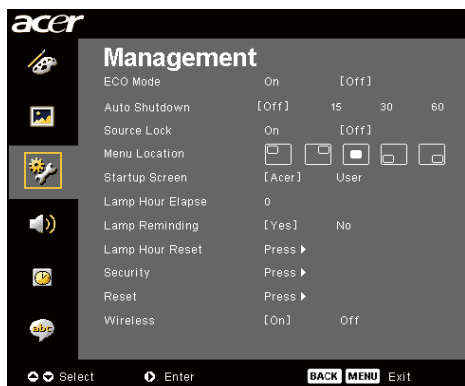 acer
Management
ECO Mode On [Off]
Auto Shutdown [Off] 15 30 60
Source Lock On [Off]
Menu Location
Startup Screen [Acer] User
Lamp Hour Elapse 0
Lamp Reminding [Yes] No
Lamp Hour Reset Press
Security Press
Reset Press
Wireless [On] Off
abc
Select Enter BACK MENU Exit